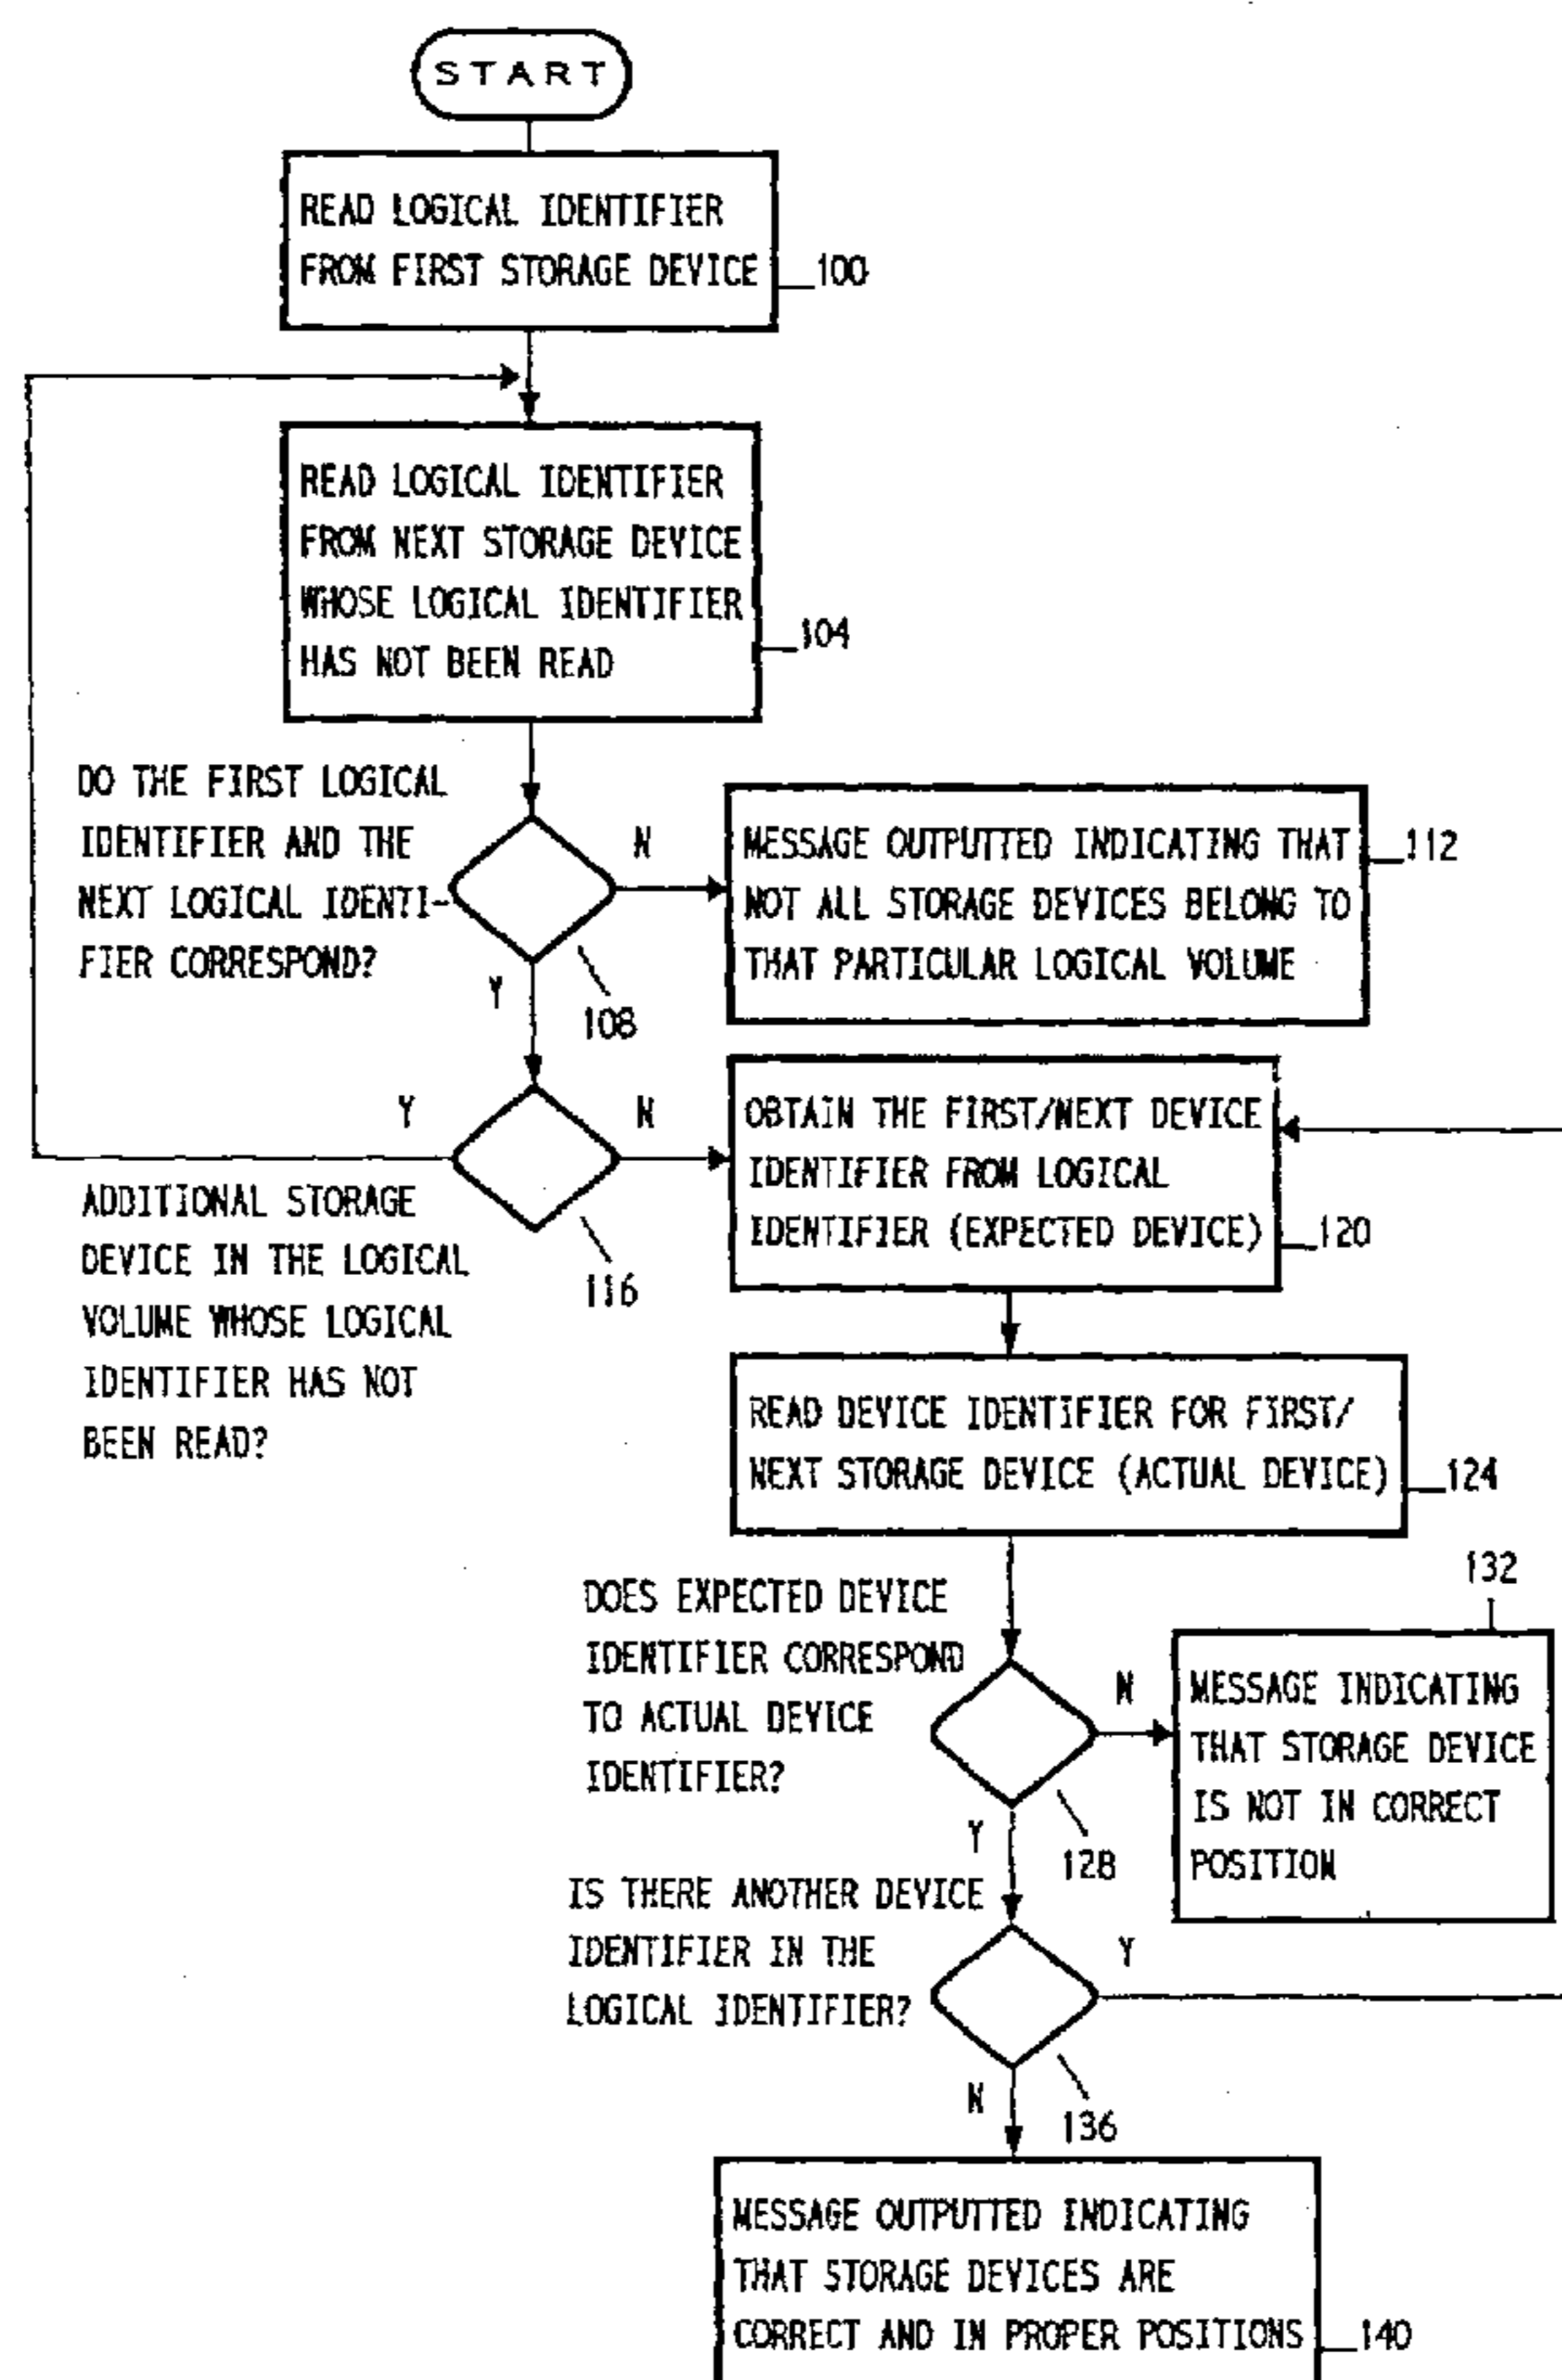 START
READ LOGICAL IDENTIFIER
FROM FIRST STORAGE DEVICE
100
READ LOGICAL IDENTIFIER
FROM NEXT STORAGE DEVICE
WHOSE LOGICAL IDENTIFIER
HAS NOT BEEN READ
104
DO THE FIRST LOGICAL
IDENTIFIER AND THE
NEXT LOGICAL IDENTI-
FIER CORRESPOND?
N
Y
108
MESSAGE OUTPUTTED INDICATING THAT
NOT ALL STORAGE DEVICES BELONG TO
THAT PARTICULAR LOGICAL VOLUME
112
Y
N
116
ADDITIONAL STORAGE
DEVICE IN THE LOGICAL
VOLUME WHOSE LOGICAL
IDENTIFIER HAS NOT
BEEN READ?
OBTAIN THE FIRST/NEXT DEVICE
IDENTIFIER FROM LOGICAL
IDENTIFIER (EXPECTED DEVICE)
120
READ DEVICE IDENTIFIER FOR FIRST/
NEXT STORAGE DEVICE (ACTUAL DEVICE)
124
DOES EXPECTED DEVICE
IDENTIFIER CORRESPOND
TO ACTUAL DEVICE
IDENTIFIER?
N
Y
128
132
MESSAGE INDICATING
THAT STORAGE DEVICE
IS NOT IN CORRECT
POSITION
IS THERE ANOTHER DEVICE
IDENTIFIER IN THE
LOGICAL IDENTIFIER?
Y
N
136
MESSAGE OUTPUTTED INDICATING
THAT STORAGE DEVICES ARE
CORRECT AND IN PROPER POSITIONS
140